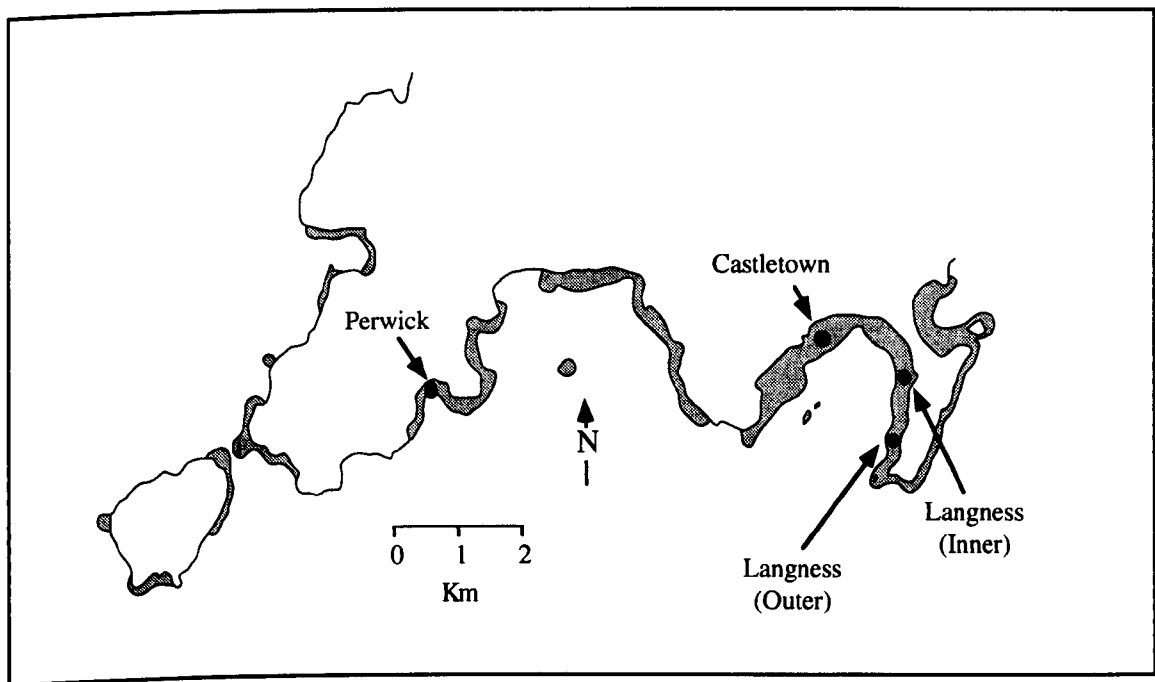 Castletown
Perwick
N
0 1 2
Km
Langness
(Inner)
Langness
(Outer)